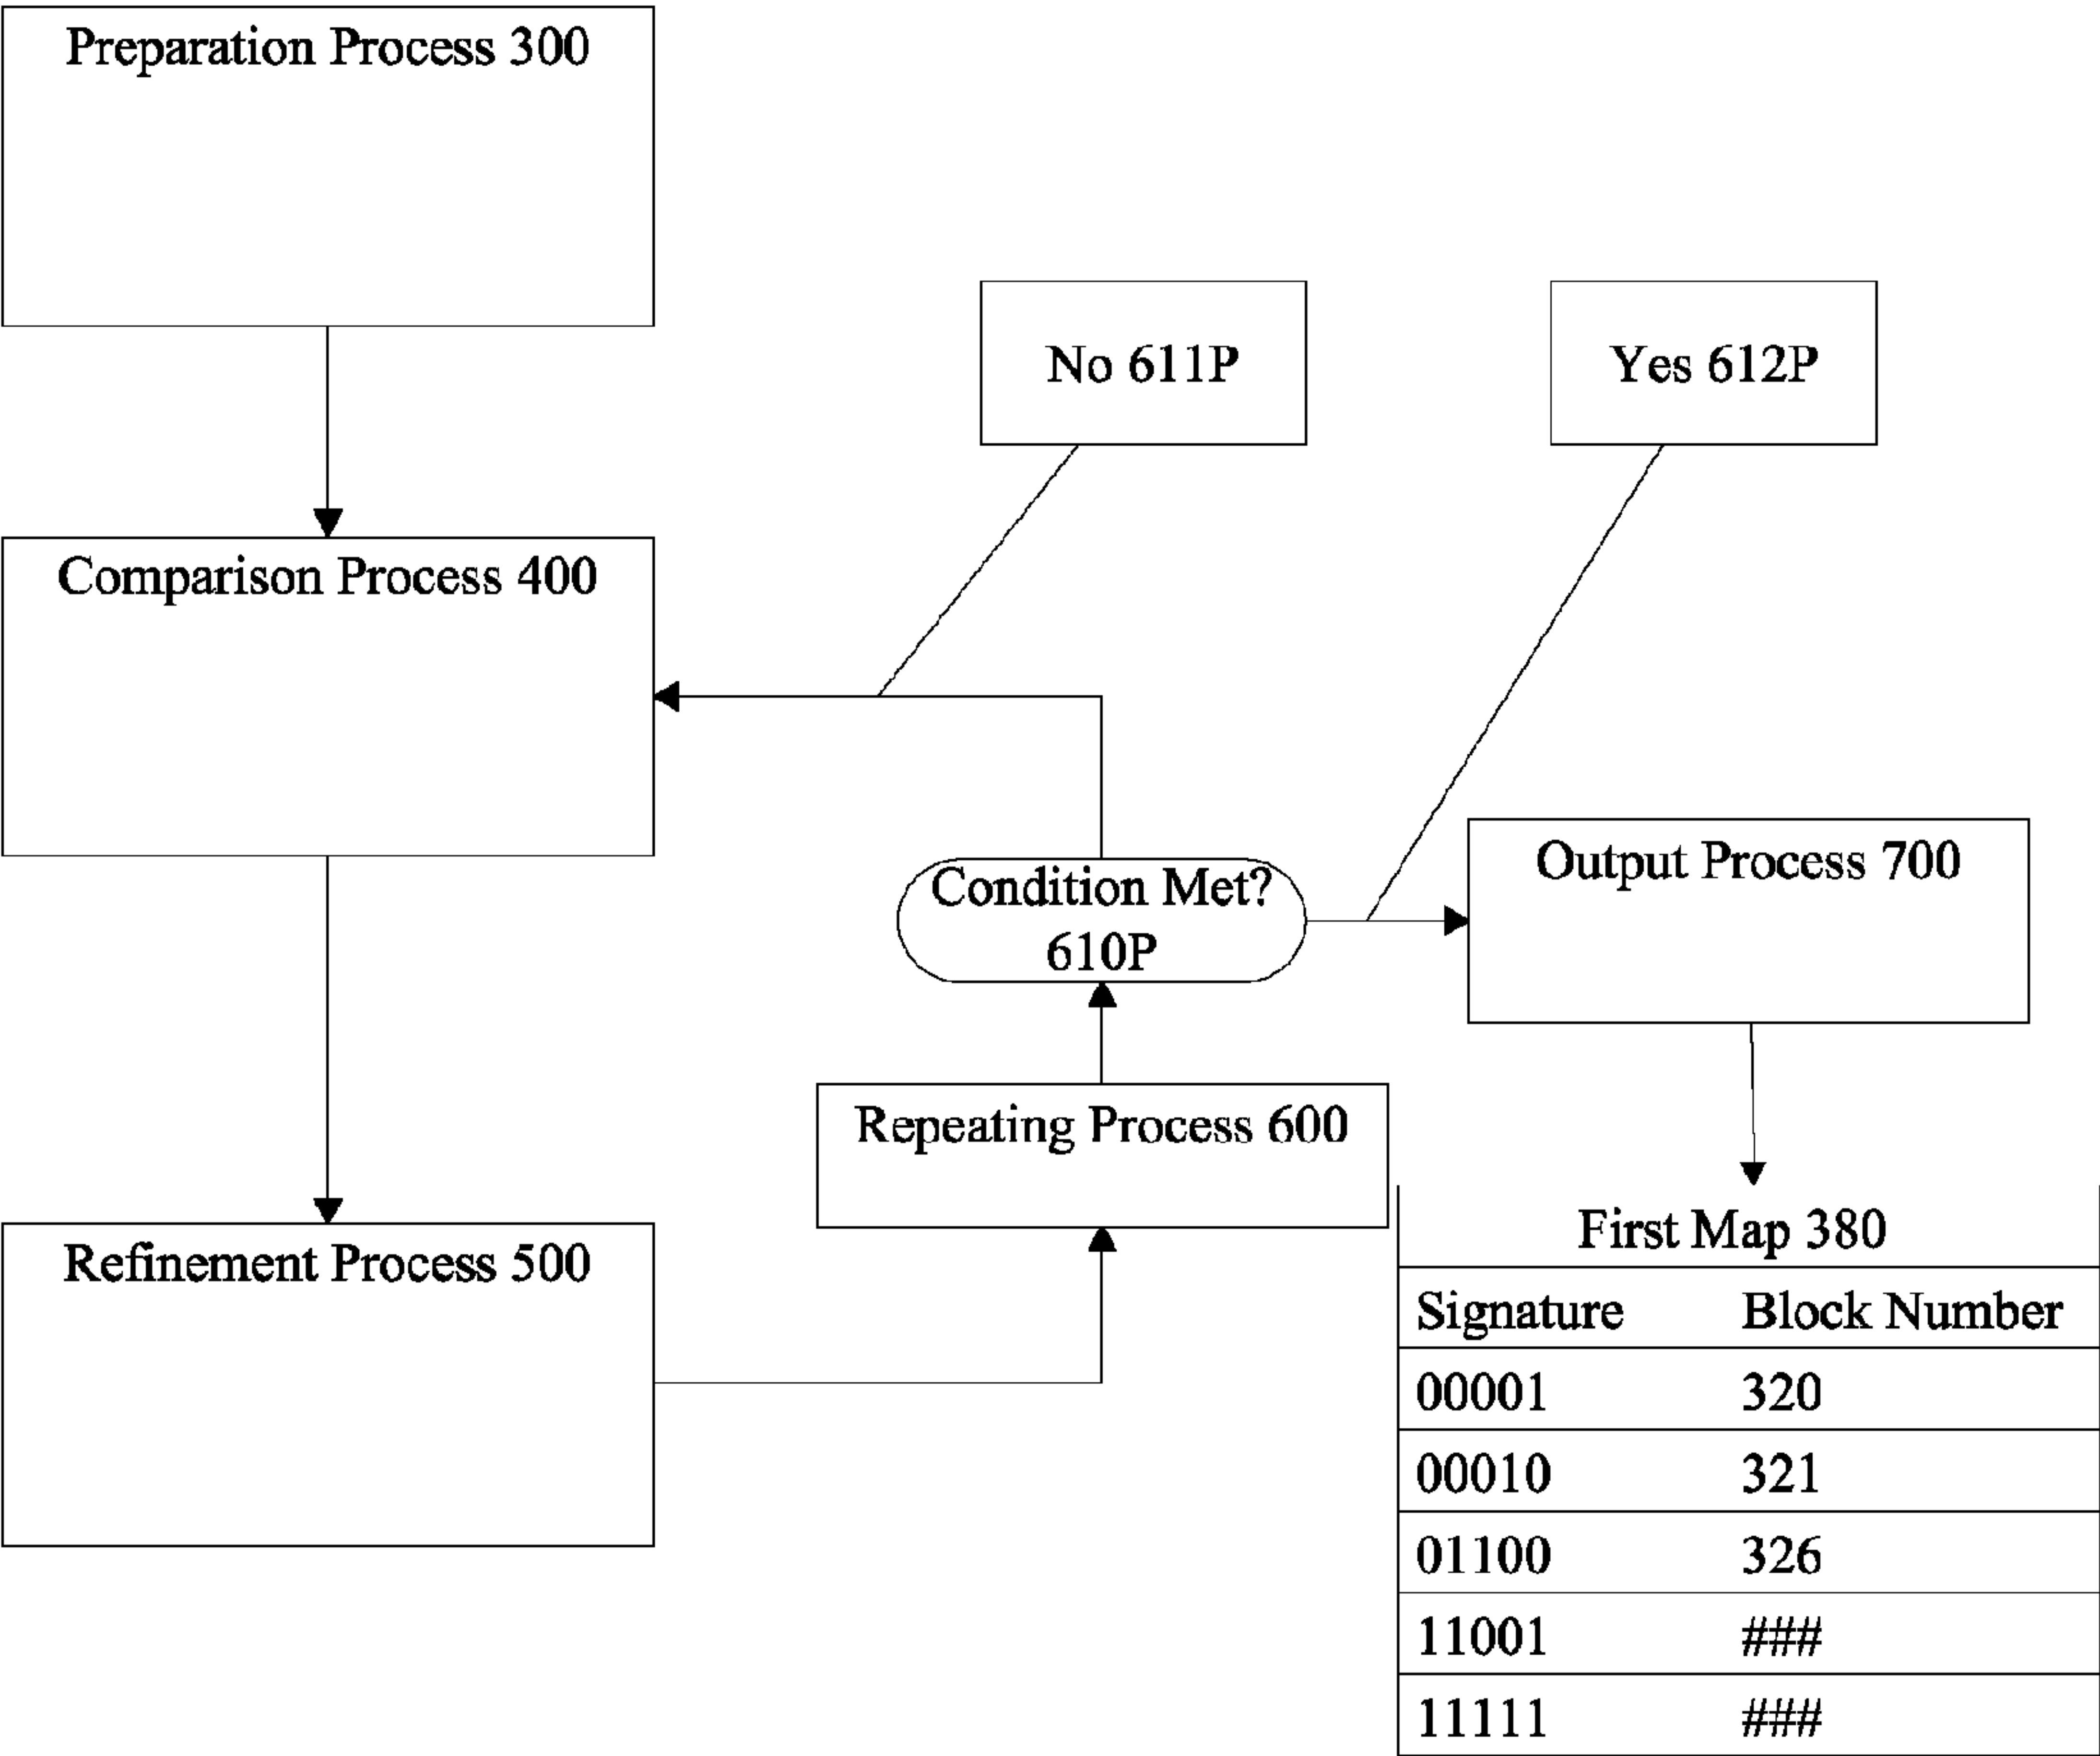 Preparation Process 300
No 611P
Yes 612P
Comparison Process 400
Condition Met?
610P
Output Process 700
Repeating Process 600
Refinement Process 500
First Map 380
Signature Block Number
00001 320
00010 321
01100 326
11001 ###
11111 ###